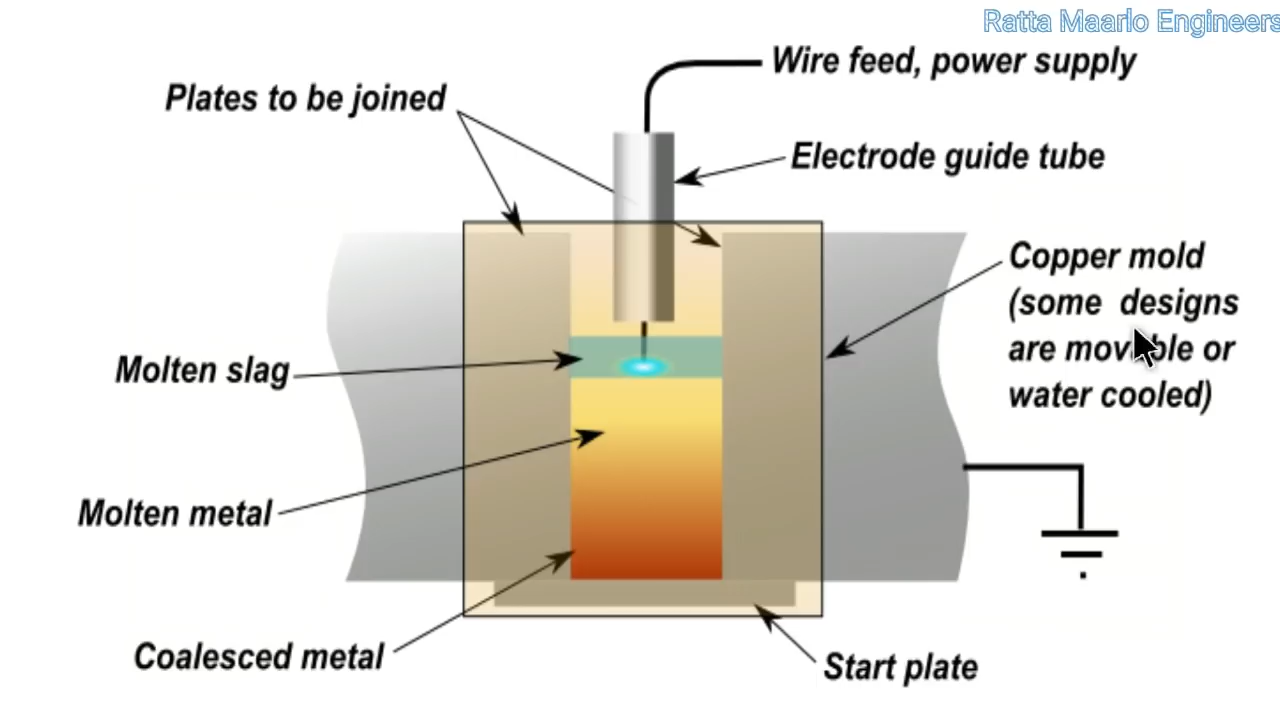 Ratta Maarlo Engineers
Wire feed, power supply
Plates to be joined
Electrode guide tube
Copper mold
(some designs
are movable or
water cooled)
Molten slag
Molten metal
Coalesced metal
Start plate